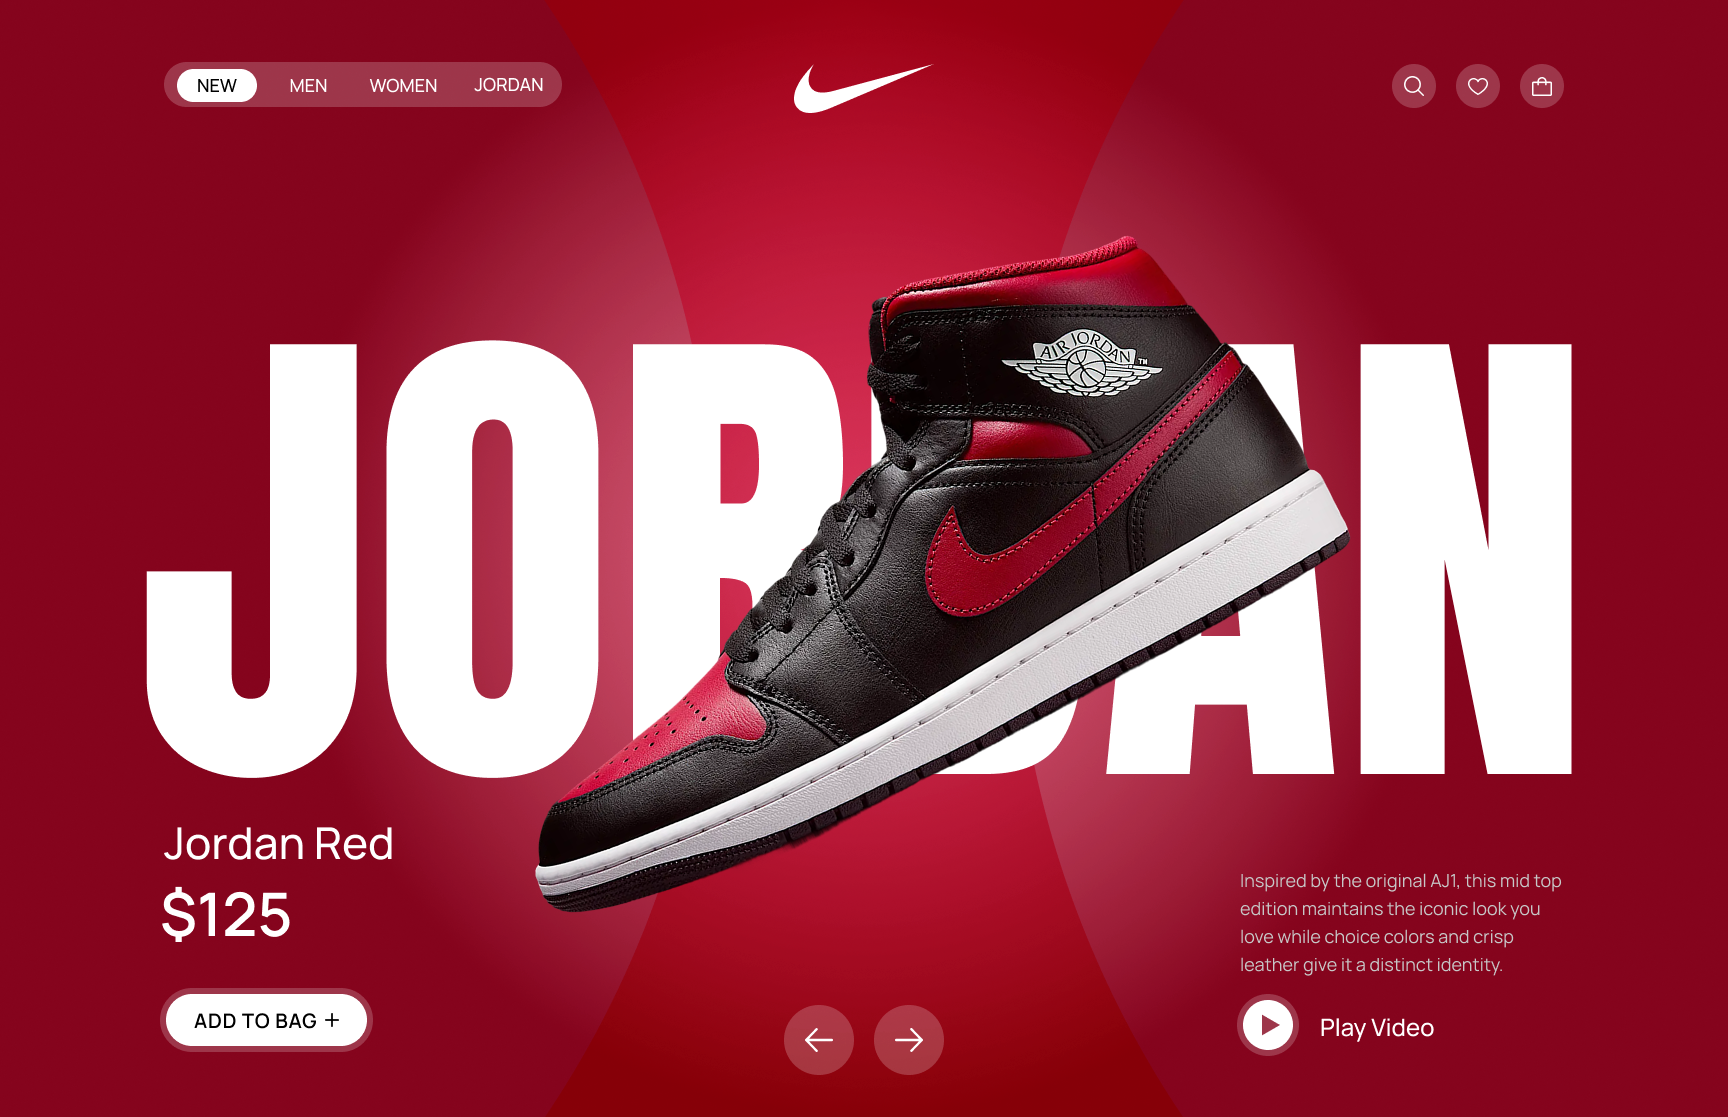 NEW MEN WOMEN JORDAN
AIR JORDAN TM
JORDAN
Jordan Red
$125
ADD TO BAG +
Inspired by the original AJ1, this mid top
edition maintains the iconic look you
love while choice colors and crisp
leather give it a distinct identity.
Play Video